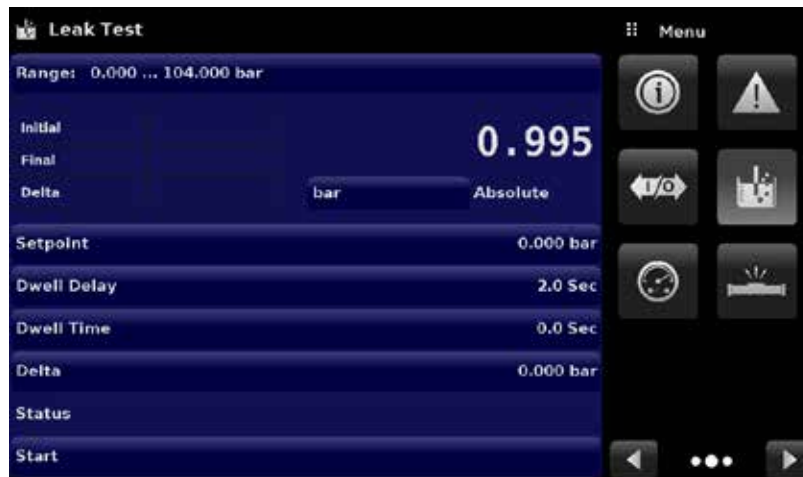 Leak Test
Menu
Range: 0.000 ... 104.000 bar
Initial
0.995
Final
Delta
bar
Absolute
I/O
Setpoint 0.000 bar
Dwell Delay 2.0 Sec
Dwell Time 0.0 Sec
Delta 0.000 bar
Status
Start